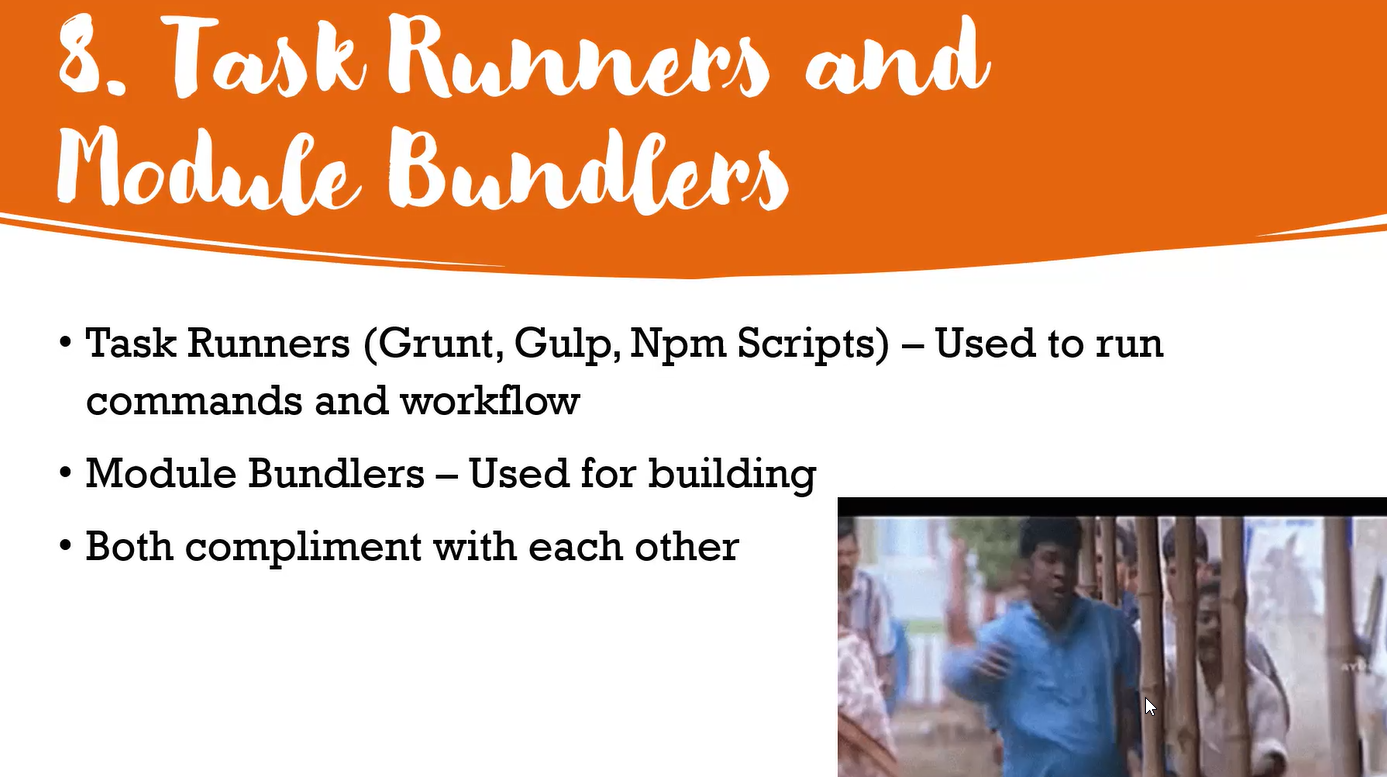 8. Task Runners and
Module Bundlers
• Task Runners (Grunt, Gulp, Npm Scripts) – Used to run
commands and workflow
• Module Bundlers – Used for building
• Both compliment with each other